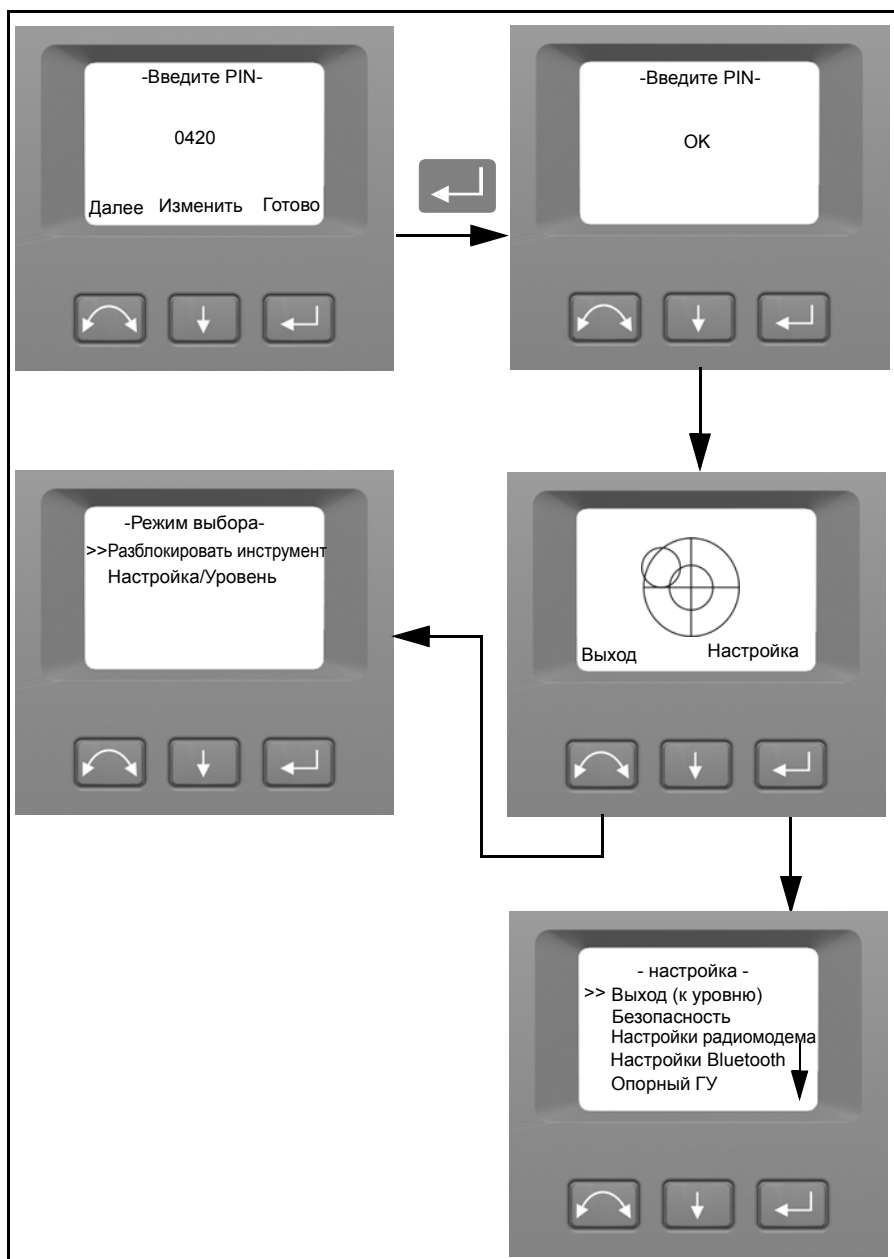 -Введите PIN-
0420
Далее Изменить Готово
-Введите PIN-
OK
-Режим выбора-
>>Разблокировать инструмент
Настройка/Уровень
Выход Настройка
- настройка -
>> Выход (к уровню)
Безопасность
Настройки радиомодема
Настройки Bluetooth
Опорный ГУ